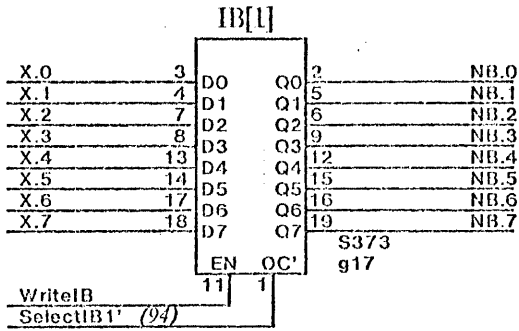 IB[1]
X.0 3 D0 Q0 2 NB.0
X.1 4 D1 Q1 5 NB.1
X.2 7 D2 Q2 6 NB.2
X.3 8 D3 Q3 9 NB.3
X.4 13 D4 Q4 12 NB.4
X.5 14 D5 Q5 15 NB.5
X.6 17 D6 Q6 16 NB.6
X.7 18 D7 Q7 19 NB.7
S373
EN OC' g17
11 1
WriteIB
SelectIB1' (94)